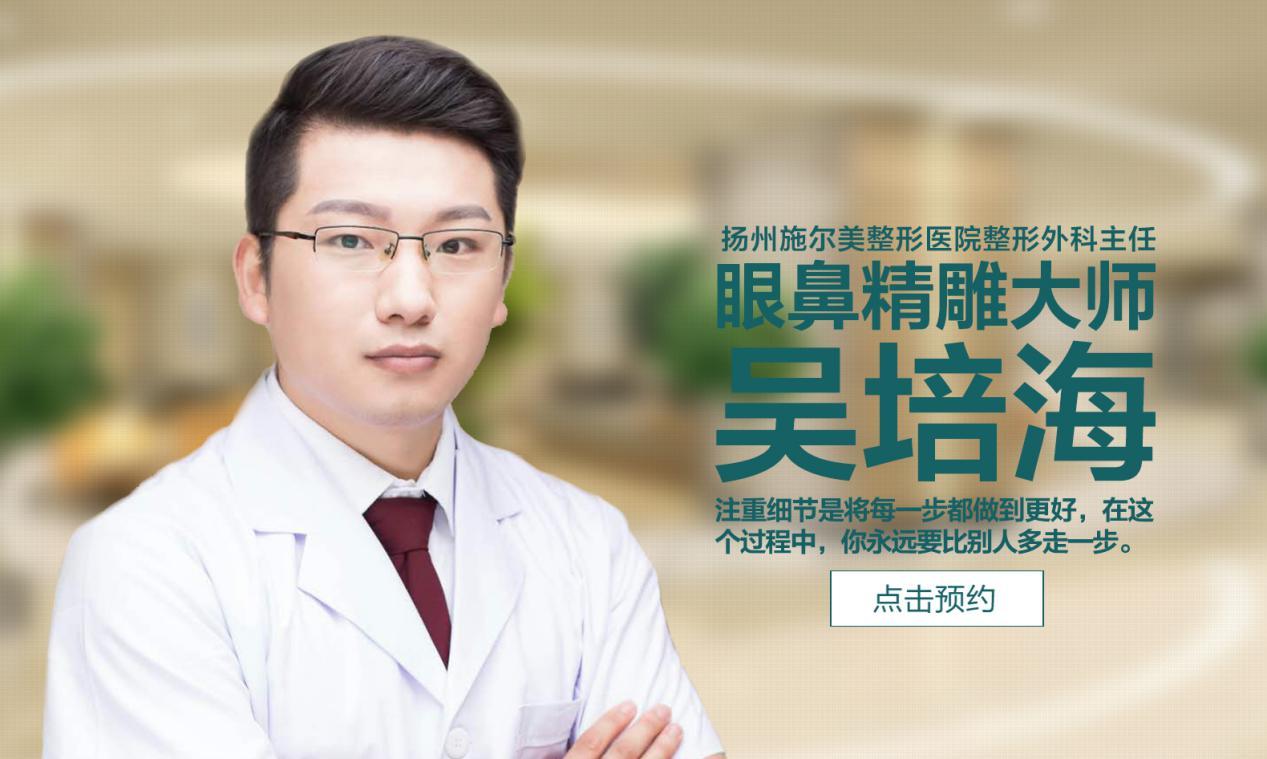 扬州施尔美整形医院整形外科主任
眼鼻精雕大师
吴培海
注重细节是将每一步都做到更好，在这
个过程中，你永远要比别人多走一步。
点击预约